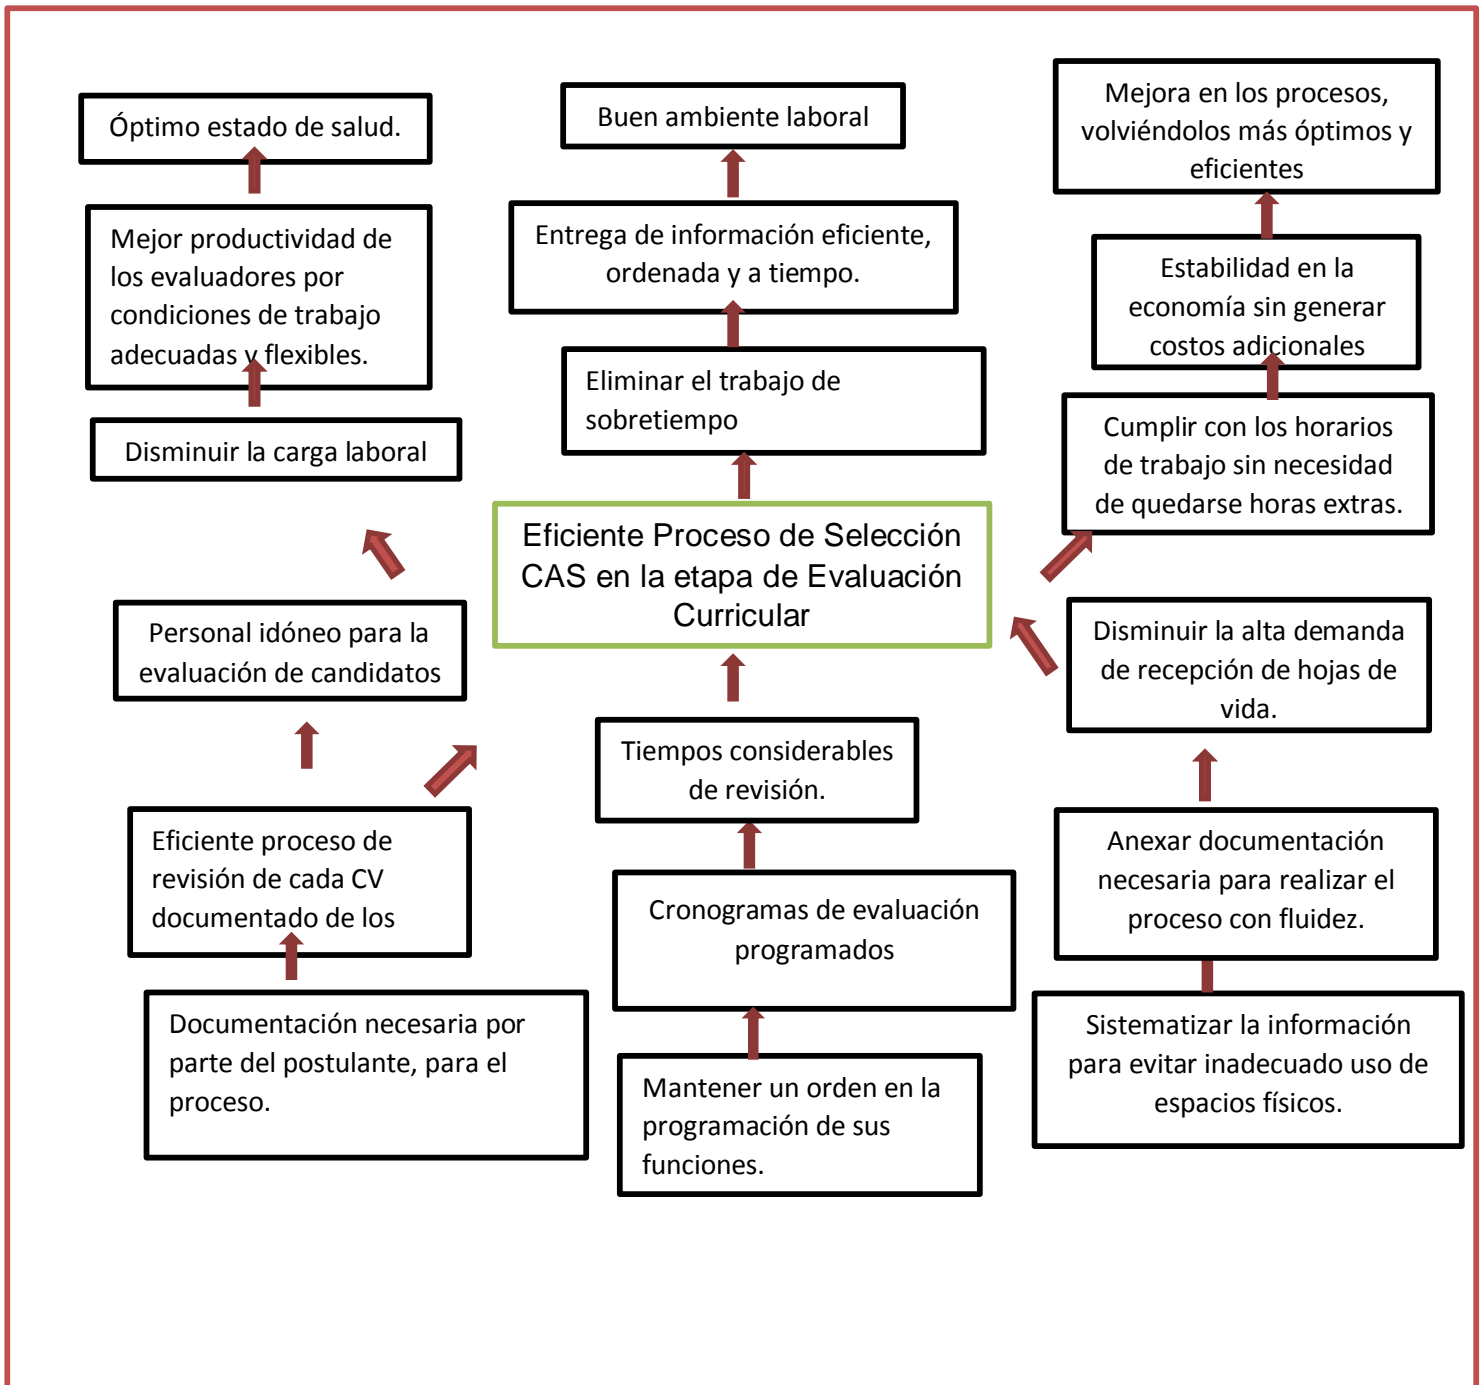 Óptimo estado de salud.
Buen ambiente laboral
Mejora en los procesos,
volviéndolos más óptimos y
eficientes
Mejor productividad de
los evaluadores por
condiciones de trabajo
adecuadas y flexibles.
Entrega de información eficiente,
ordenada y a tiempo.
Estabilidad en la
economía sin generar
costos adicionales
Disminuir la carga laboral
Eliminar el trabajo de
sobretiempo
Cumplir con los horarios
de trabajo sin necesidad
de quedarse horas extras.
Eficiente Proceso de Selección
CAS en la etapa de Evaluación
Curricular
Personal idóneo para la
evaluación de candidatos
Disminuir la alta demanda
de recepción de hojas de
vida.
Tiempos considerables
de revisión.
Eficiente proceso de
revisión de cada CV
documentado de los
Cronogramas de evaluación
programados
Anexar documentación
necesaria para realizar el
proceso con fluidez.
Documentación necesaria por
parte del postulante, para el
proceso.
Mantener un orden en la
programación de sus
funciones.
Sistematizar la información
para evitar inadecuado uso de
espacios físicos.